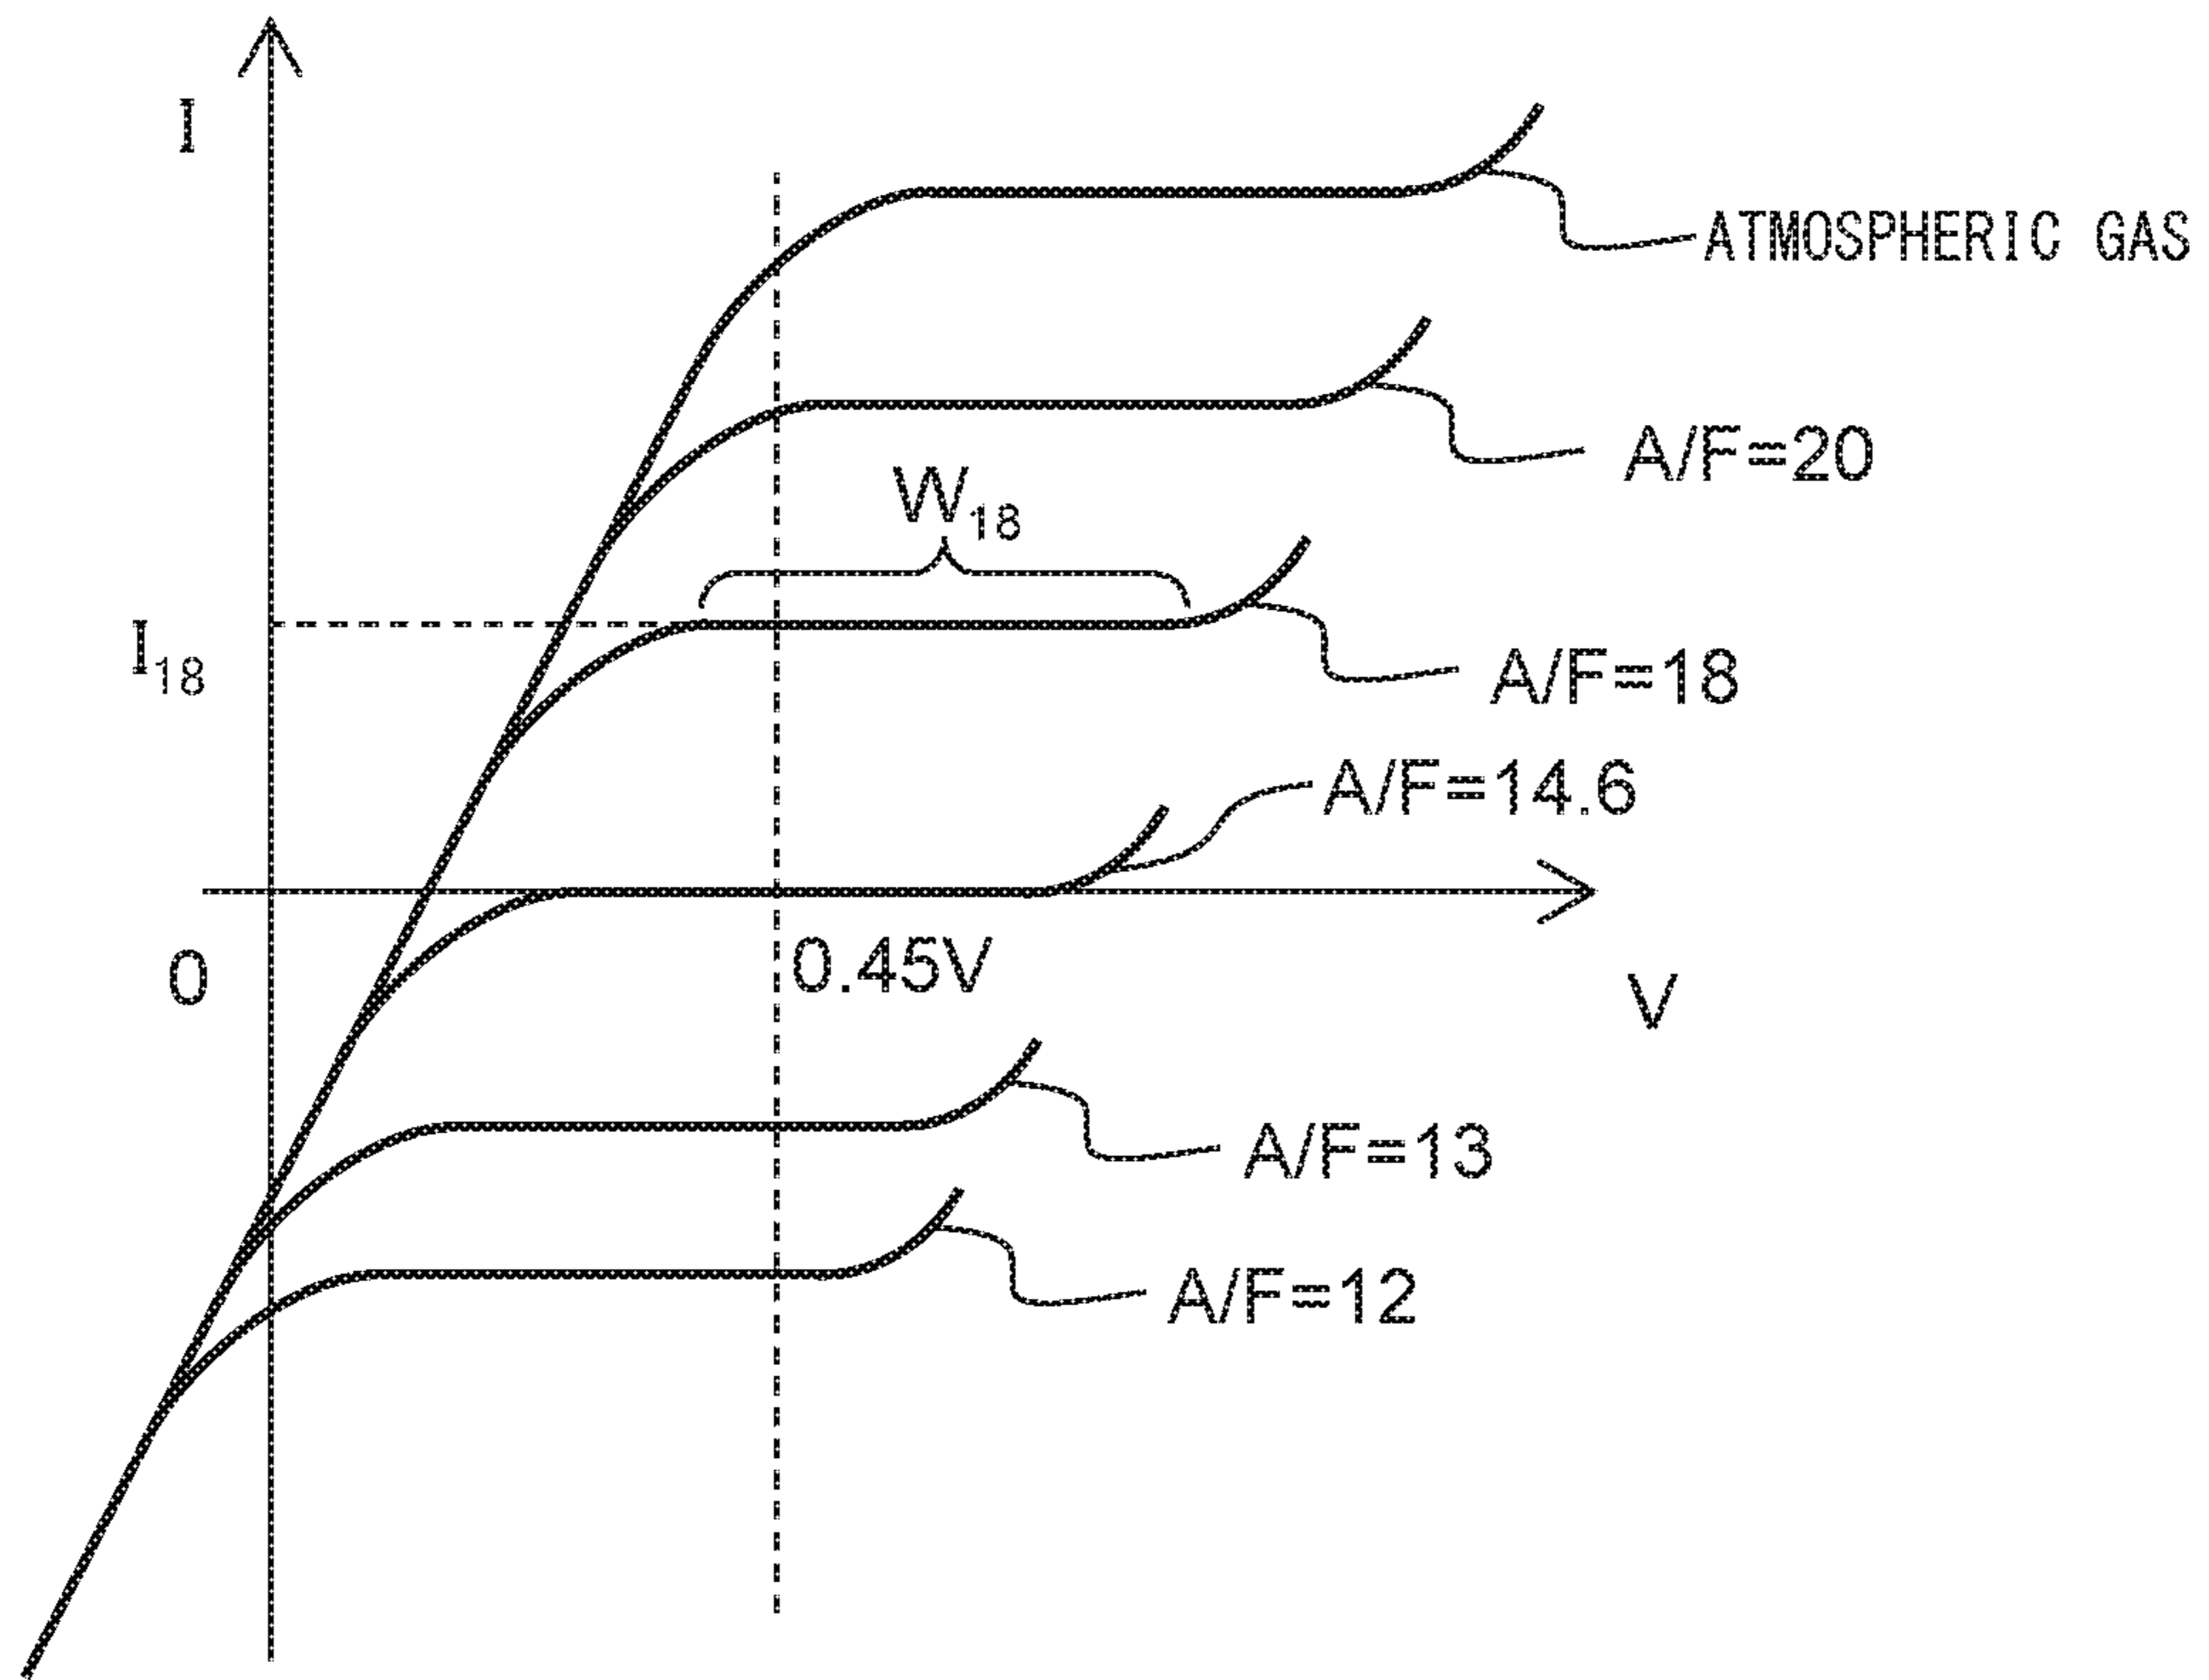 I
ATMOSPHERIC GAS
A/F=20
W18
I18
A/F=18
A/F=14.6
0
0.45V
V
A/F=13
A/F=12